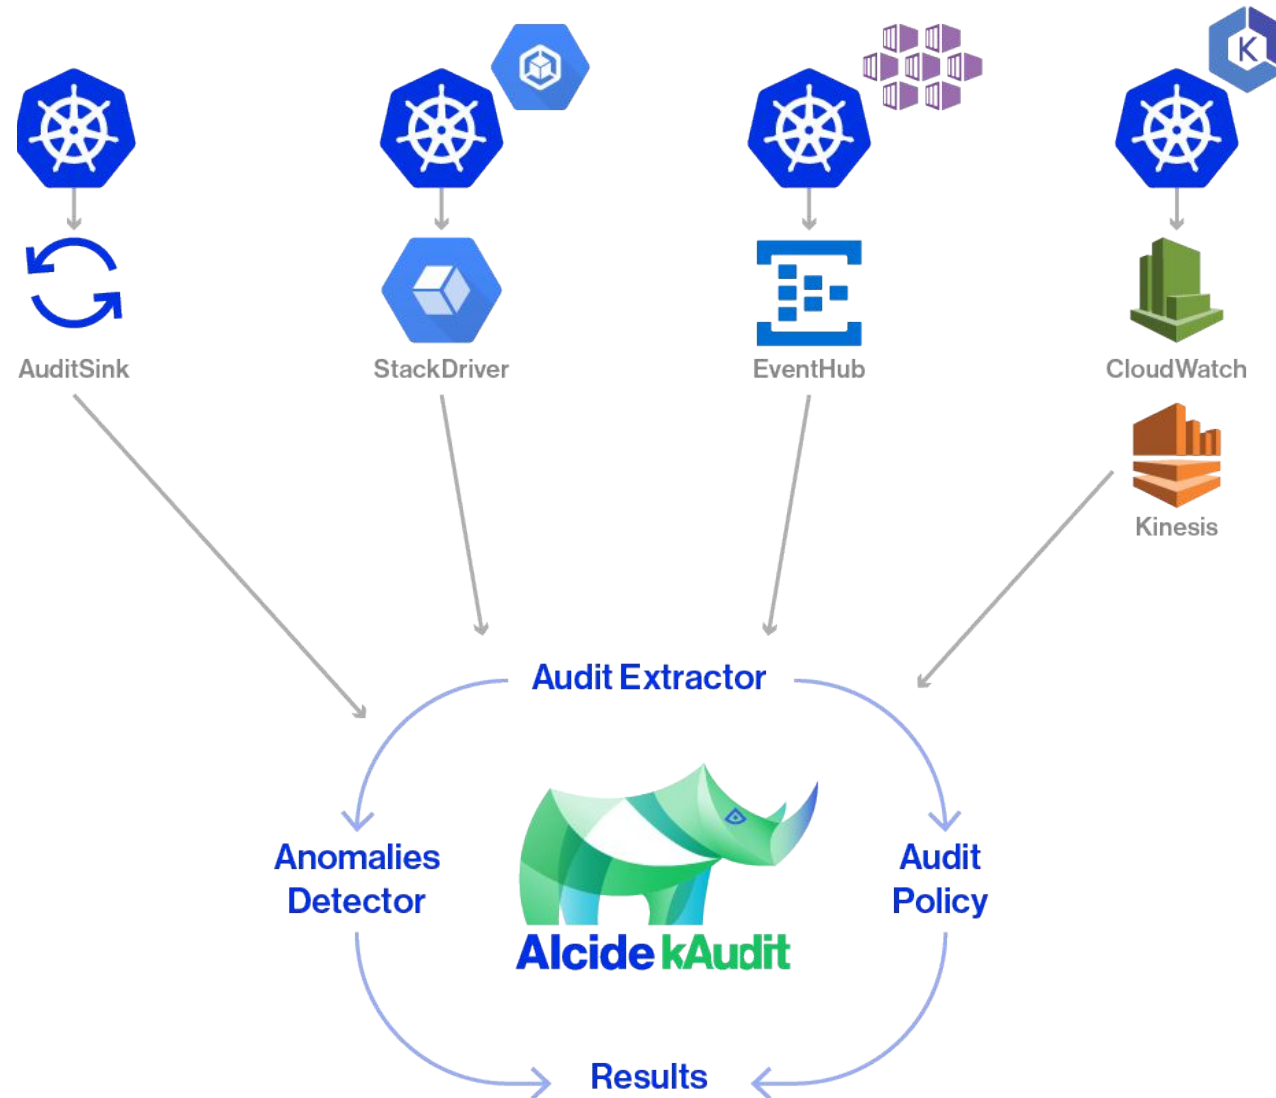 K
AuditSink
StackDriver
EventHub
CloudWatch
Kinesis
Audit Extractor
Anomalies
Detector
Audit
Policy
Alcide kAudit
Results